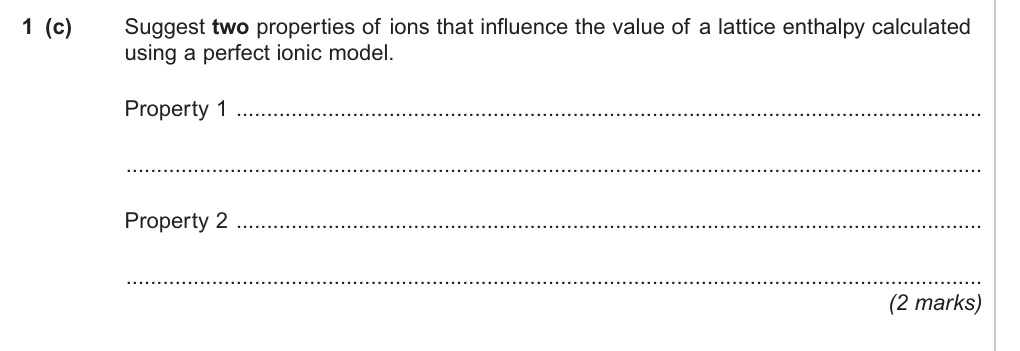 1 (c) Suggest two properties of ions that influence the value of a lattice enthalpy calculated
using a perfect ionic model.
Property 1 ................................................................................................................................
................................................................................................................................................
Property 2 ................................................................................................................................
................................................................................................................................................
(2 marks)